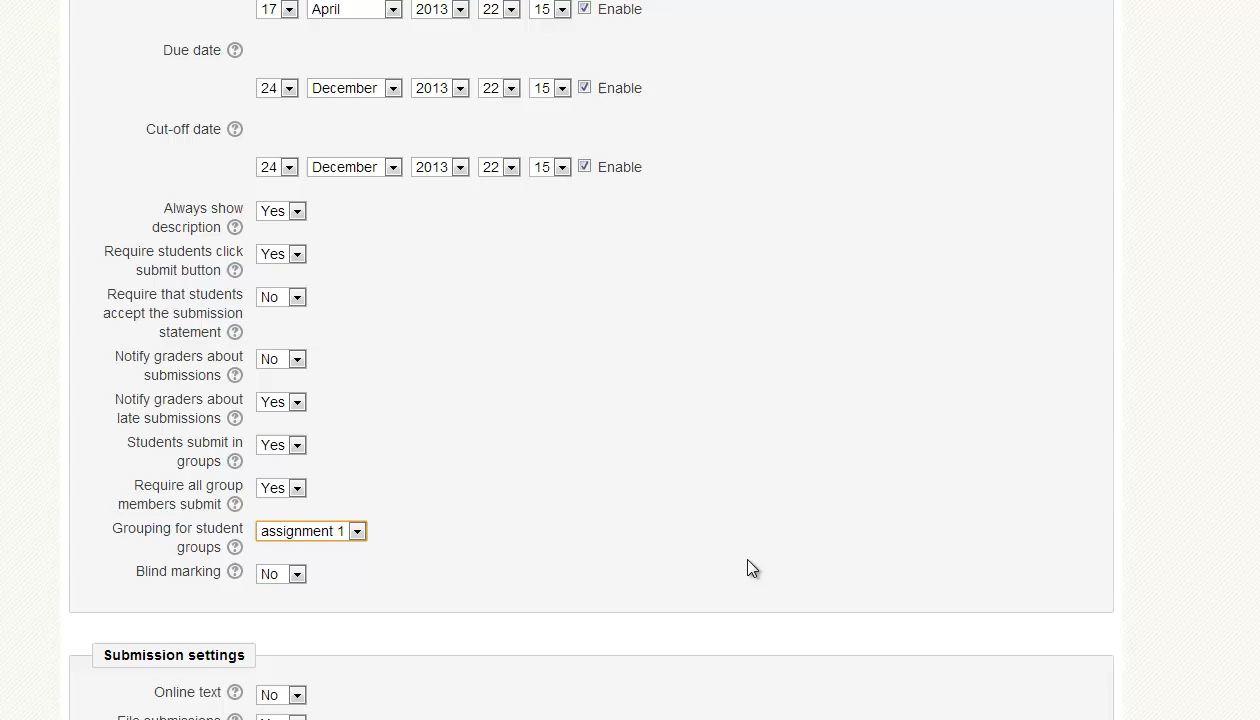 17 April 2013 22 15 Enable
Due date
24 December 2013 22 15 Enable
Cut-off date
24 December 2013 22 15 Enable
Always show
description
Yes
Require students click
submit button
Yes
Require that students
accept the submission
statement
No
Notify graders about
submissions
No
Notify graders about
late submissions
Yes
Students submit in
groups
Yes
Require all group
members submit
Yes
Grouping for student
groups
assignment 1
Blind marking No
Submission settings
Online text No
File submissions